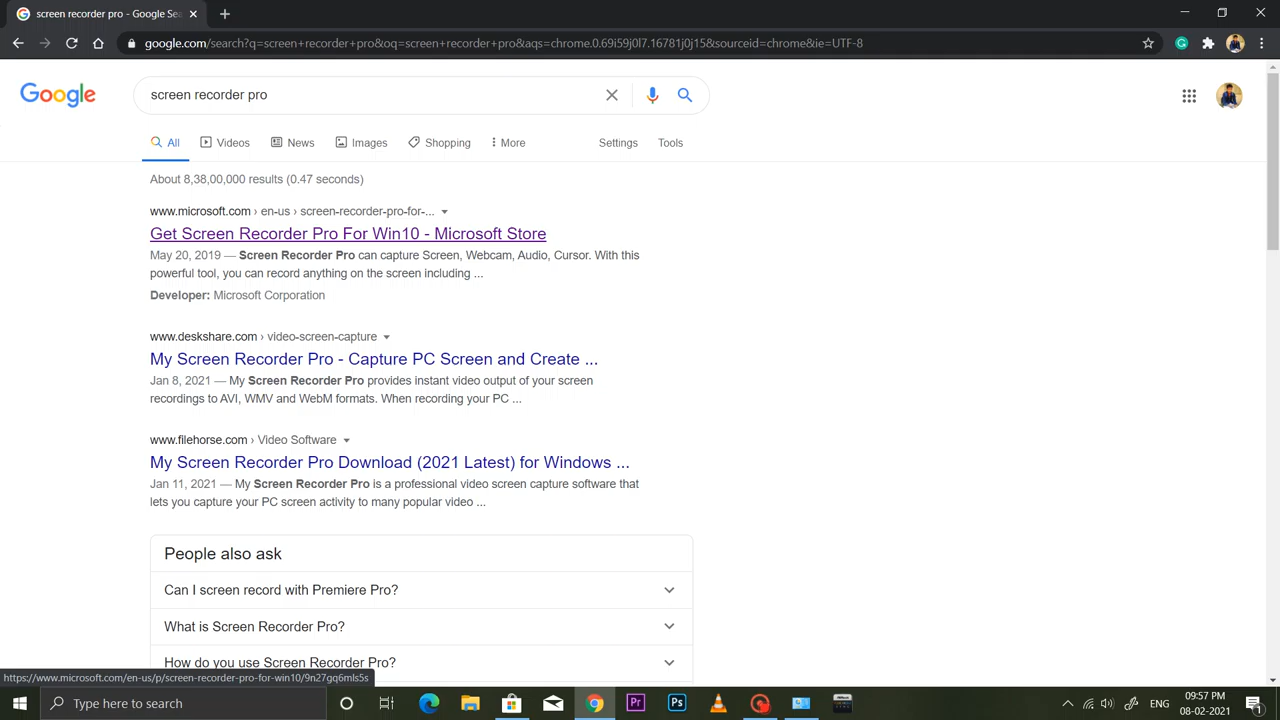 screen recorder pro - Google Sea
google.com/search?q=screen+recorder+pro&oq=screen+recorder+pro&aqs=chrome.0.69i59j0l7.16781j0j15&sourceid=chrome&ie=UTF-8
Google
screen recorder pro
All Videos News Images Shopping More Settings Tools
About 8,38,00,000 results (0.47 seconds)
www.microsoft.com › en-us › screen-recorder-pro-for-...
Get Screen Recorder Pro For Win10 - Microsoft Store
May 20, 2019 — Screen Recorder Pro can capture Screen, Webcam, Audio, Cursor. With this
powerful tool, you can record anything on the screen including ...
Developer: Microsoft Corporation
www.deskshare.com › video-screen-capture
My Screen Recorder Pro - Capture PC Screen and Create ...
Jan 8, 2021 — My Screen Recorder Pro provides instant video output of your screen
recordings to AVI, WMV and WebM formats. When recording your PC ...
www.filehorse.com › Video Software
My Screen Recorder Pro Download (2021 Latest) for Windows ...
Jan 11, 2021 — My Screen Recorder Pro is a professional video screen capture software that
lets you capture your PC screen activity to many popular video ...
People also ask
Can I screen record with Premiere Pro?
What is Screen Recorder Pro?
How do you use Screen Recorder Pro?
https://www.microsoft.com/en-us/p/screen-recorder-pro-for-win10/9n27gq6mls5s
Type here to search
Pr
Ps
ENG
09:57 PM
08-02-2021
1